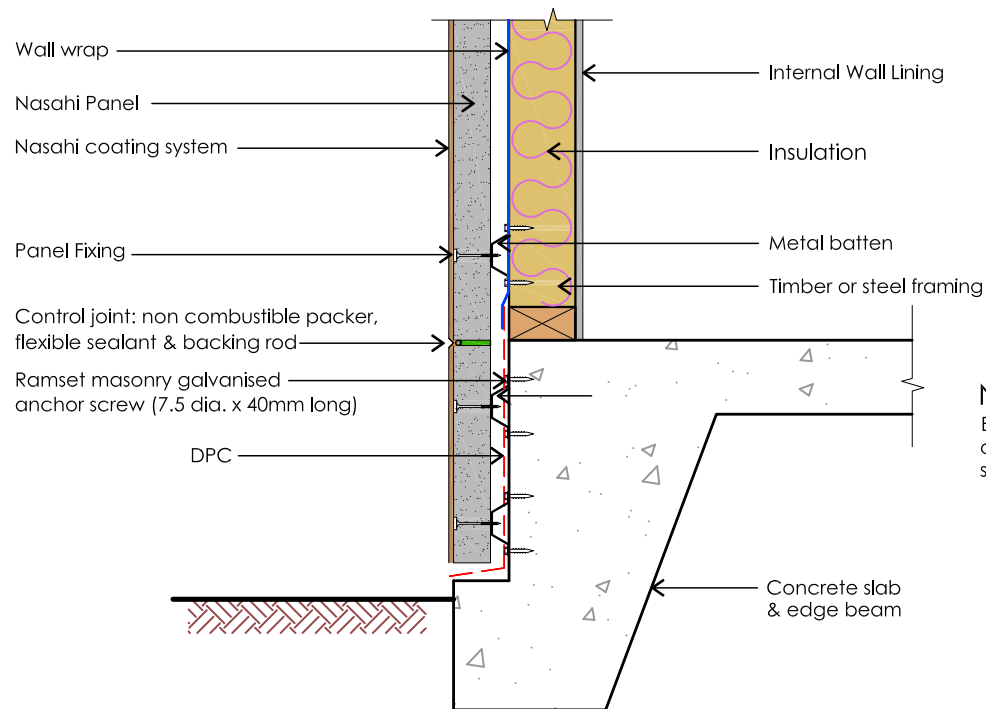 Wall wrap
Nasahi Panel
Nasahi coating system
Panel Fixing
Control joint: non combustible packer,
flexible sealant & backing rod
Ramset masonry galvanised
anchor screw (7.5 dia. x 40mm long)
DPC
Internal Wall Lining
Insulation
Metal batten
Timber or steel framing
Concrete slab
& edge beam